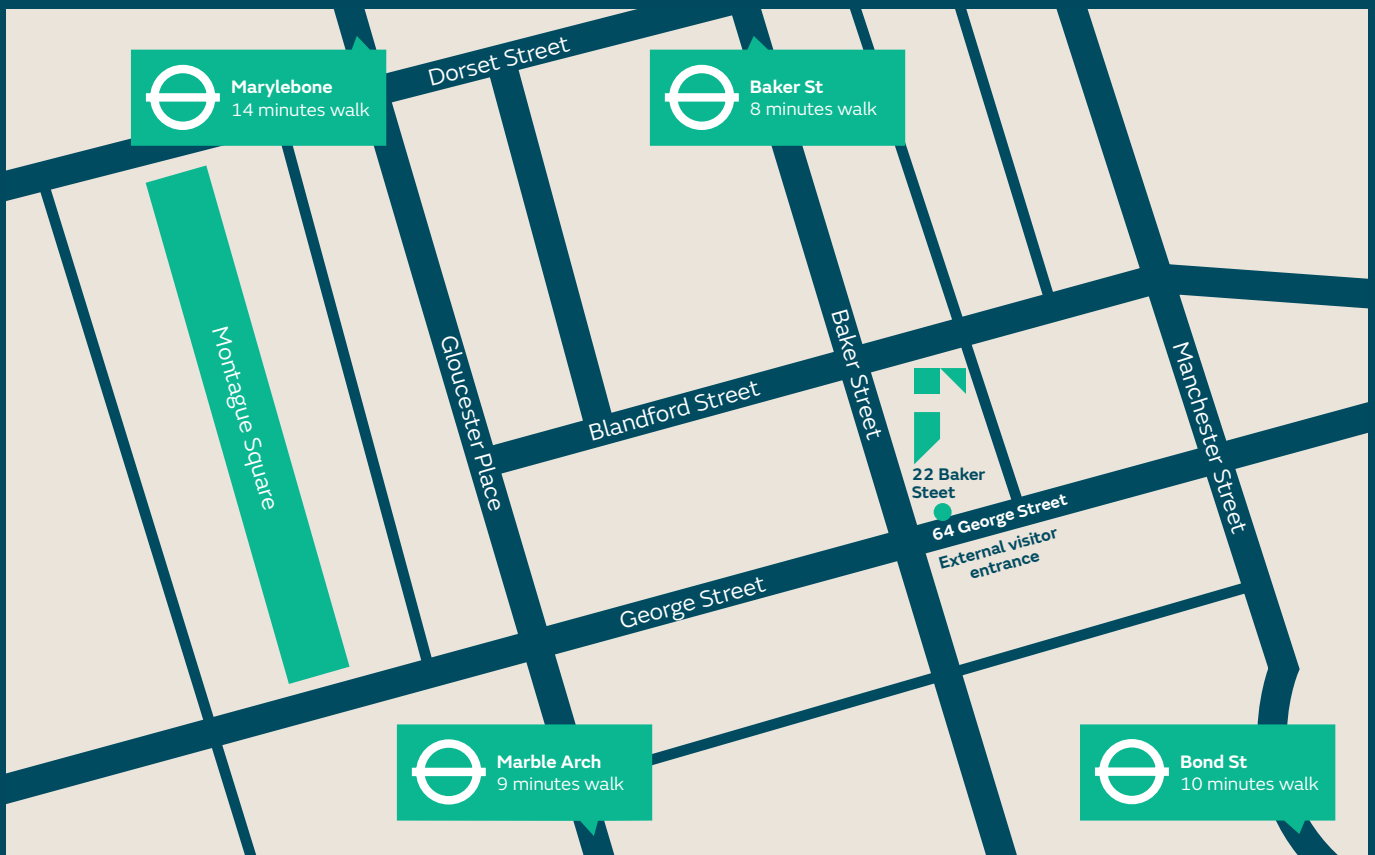 Dorset Street
Marylebone
14 minutes walk
Baker St
8 minutes walk
Montague Square
Gloucester Place
Blandford Street
Baker Street
Manchester Street
22 Baker
Steet
64 George Street
External visitor
entrance
George Street
Marble Arch
9 minutes walk
Bond St
10 minutes walk